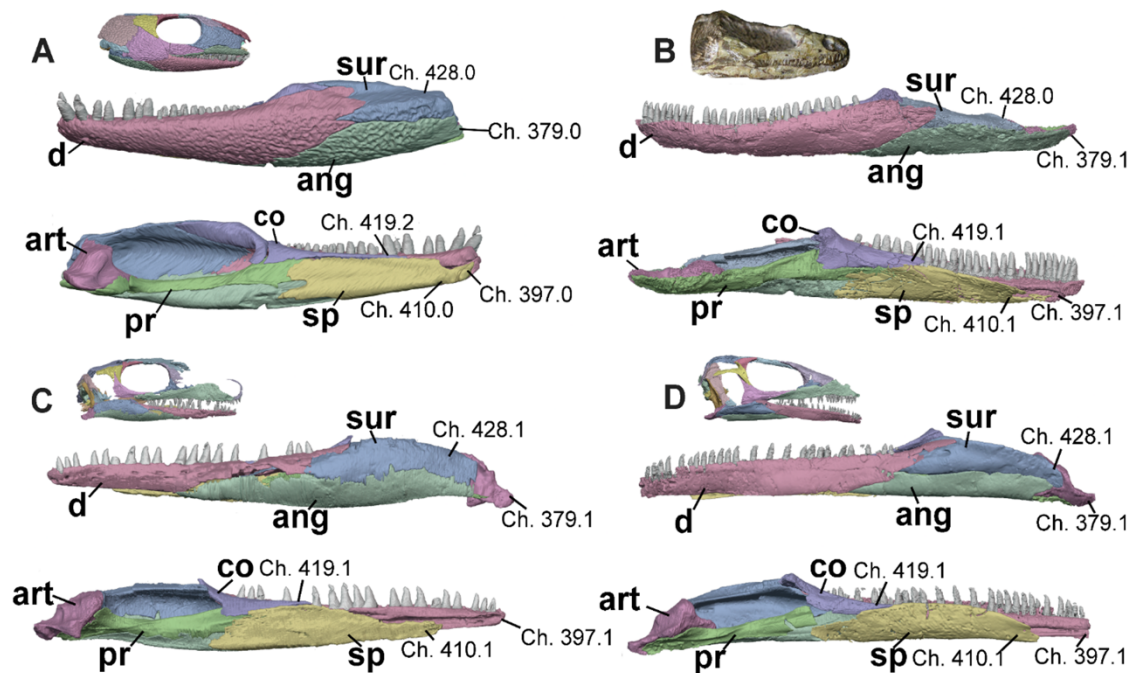 A
sur Ch. 428.0
Ch. 379.0
d
ang
co
Ch. 419.2
art
Ch. 397.0
Ch. 410.0
pr
sp
B
sur
Ch. 428.0
d
ang
Ch. 379.1
co
Ch. 419.1
art
pr
sp
Ch. 410.1
Ch. 397.1
C
sur
Ch. 428.1
d
ang
Ch. 379.1
co Ch. 419.1
art
pr
sp
Ch. 410.1
Ch. 397.1
D
sur
Ch. 428.1
d
ang
Ch. 379.1
co
Ch. 419.1
art
pr
sp
Ch. 410.1
Ch. 397.1